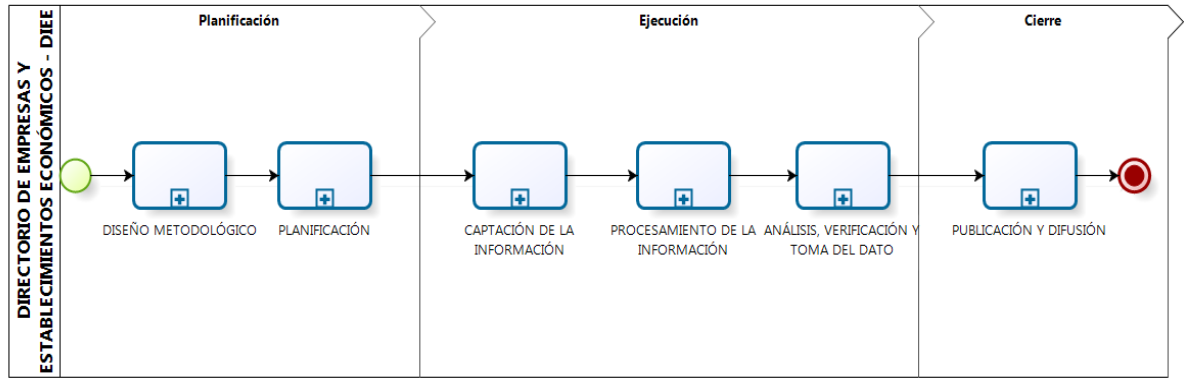 DIRECTORIO DE EMPRESAS Y
ESTABLECIMIENTOS ECONÓMICOS - DIEE
Planificación
Ejecución
Cierre
DISEÑO METODOLÓGICO
PLANIFICACIÓN
CAPTACIÓN DE LA
INFORMACIÓN
PROCESAMIENTO DE LA
INFORMACIÓN
ANÁLISIS, VERIFICACIÓN Y
TOMA DEL DATO
PUBLICACIÓN Y DIFUSIÓN